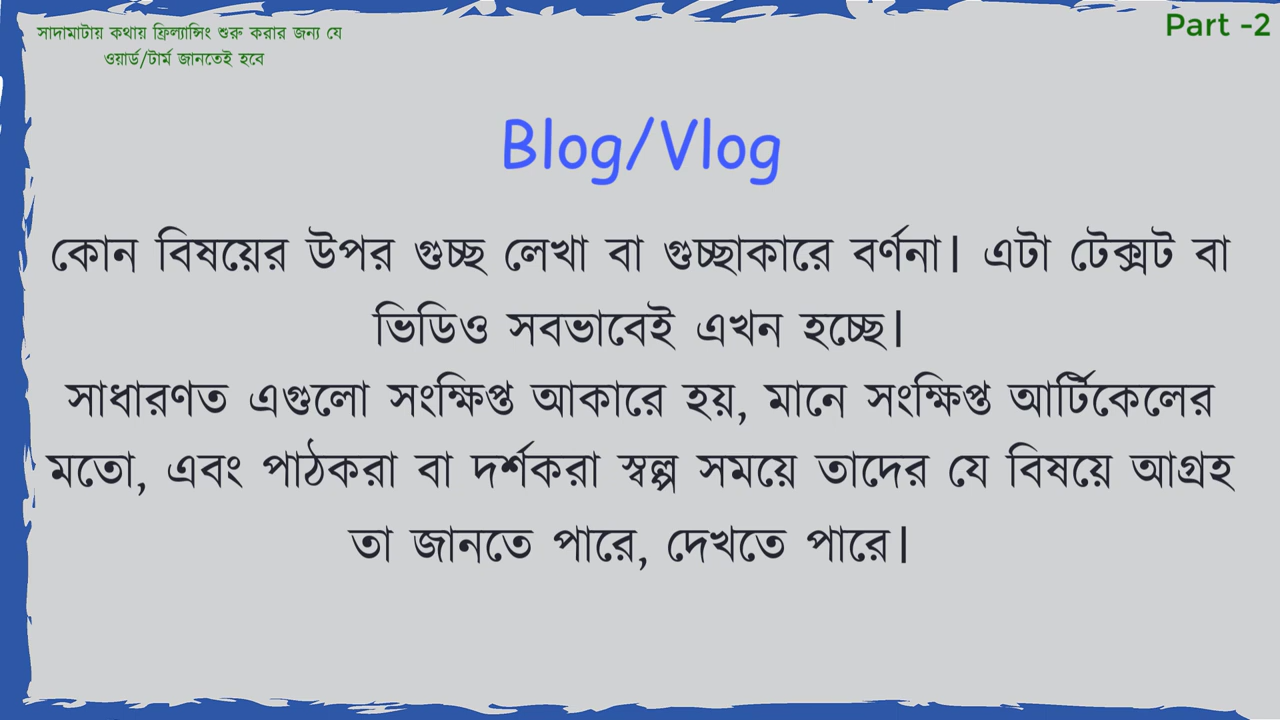 সাদামাটায় কথায় ফ্রিল্যান্সিং শুরু করার জন্য যে
ওয়ার্ড/টার্ম জানতেই হবে
Part -2
Blog/Vlog
কোন বিষয়ের উপর গুচ্ছ লেখা বা গুচ্ছাকারে বর্ণনা। এটা টেক্সট বা
ভিডিও সবভাবেই এখন হচ্ছে।
সাধারণত এগুলো সংক্ষিপ্ত আকারে হয়, মানে সংক্ষিপ্ত আর্টিকেলের
মতো, এবং পাঠকরা বা দর্শকরা স্বল্প সময়ে তাদের যে বিষয়ে আগ্রহ
তা জানতে পারে, দেখতে পারে।